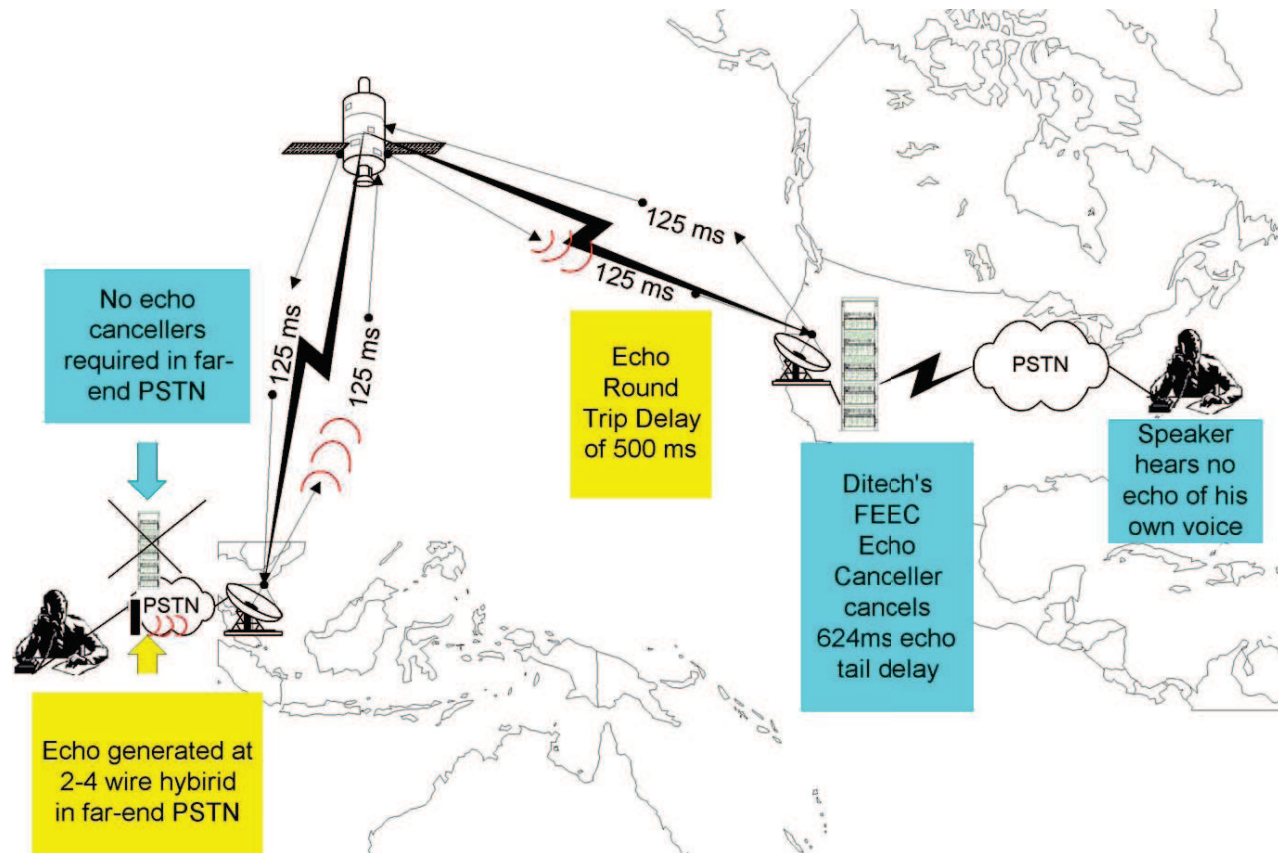 125 ms
125 ms
125 ms
125 ms
No echo
cancellers
required in far-
end PSTN
Echo
Round
Trip Delay
of 500 ms
PSTN
Speaker
hears no
echo of his
own voice
Ditech's
FEEC
Echo
Canceller
cancels
624ms echo
tail delay
PSTN
Echo generated at
2-4 wire hybirid
in far-end PSTN